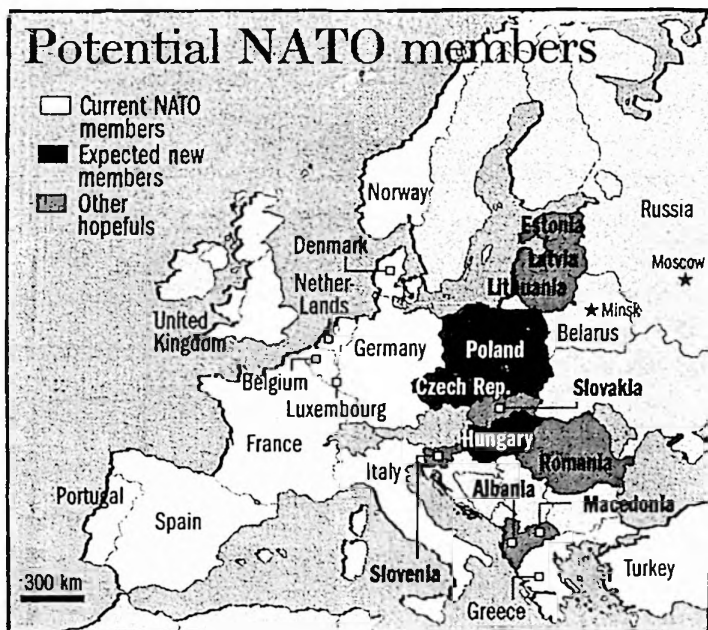 Potential NATO members
Current NATO
members
Expected new
members
Other
hopefuls
Norway
Russia
Estonia
Denmark
Latvia
Moscow
Nether-
Lands
Lithuania
Minsk
United
Kingdom
Germany
Poland
Belarus
Belgium
Czech Rep.
Slovakia
Luxembourg
France
Hungary
Italy
Romania
Portugal
Albania
Macedonia
Spain
Slovenia
Turkey
300 km
Greece